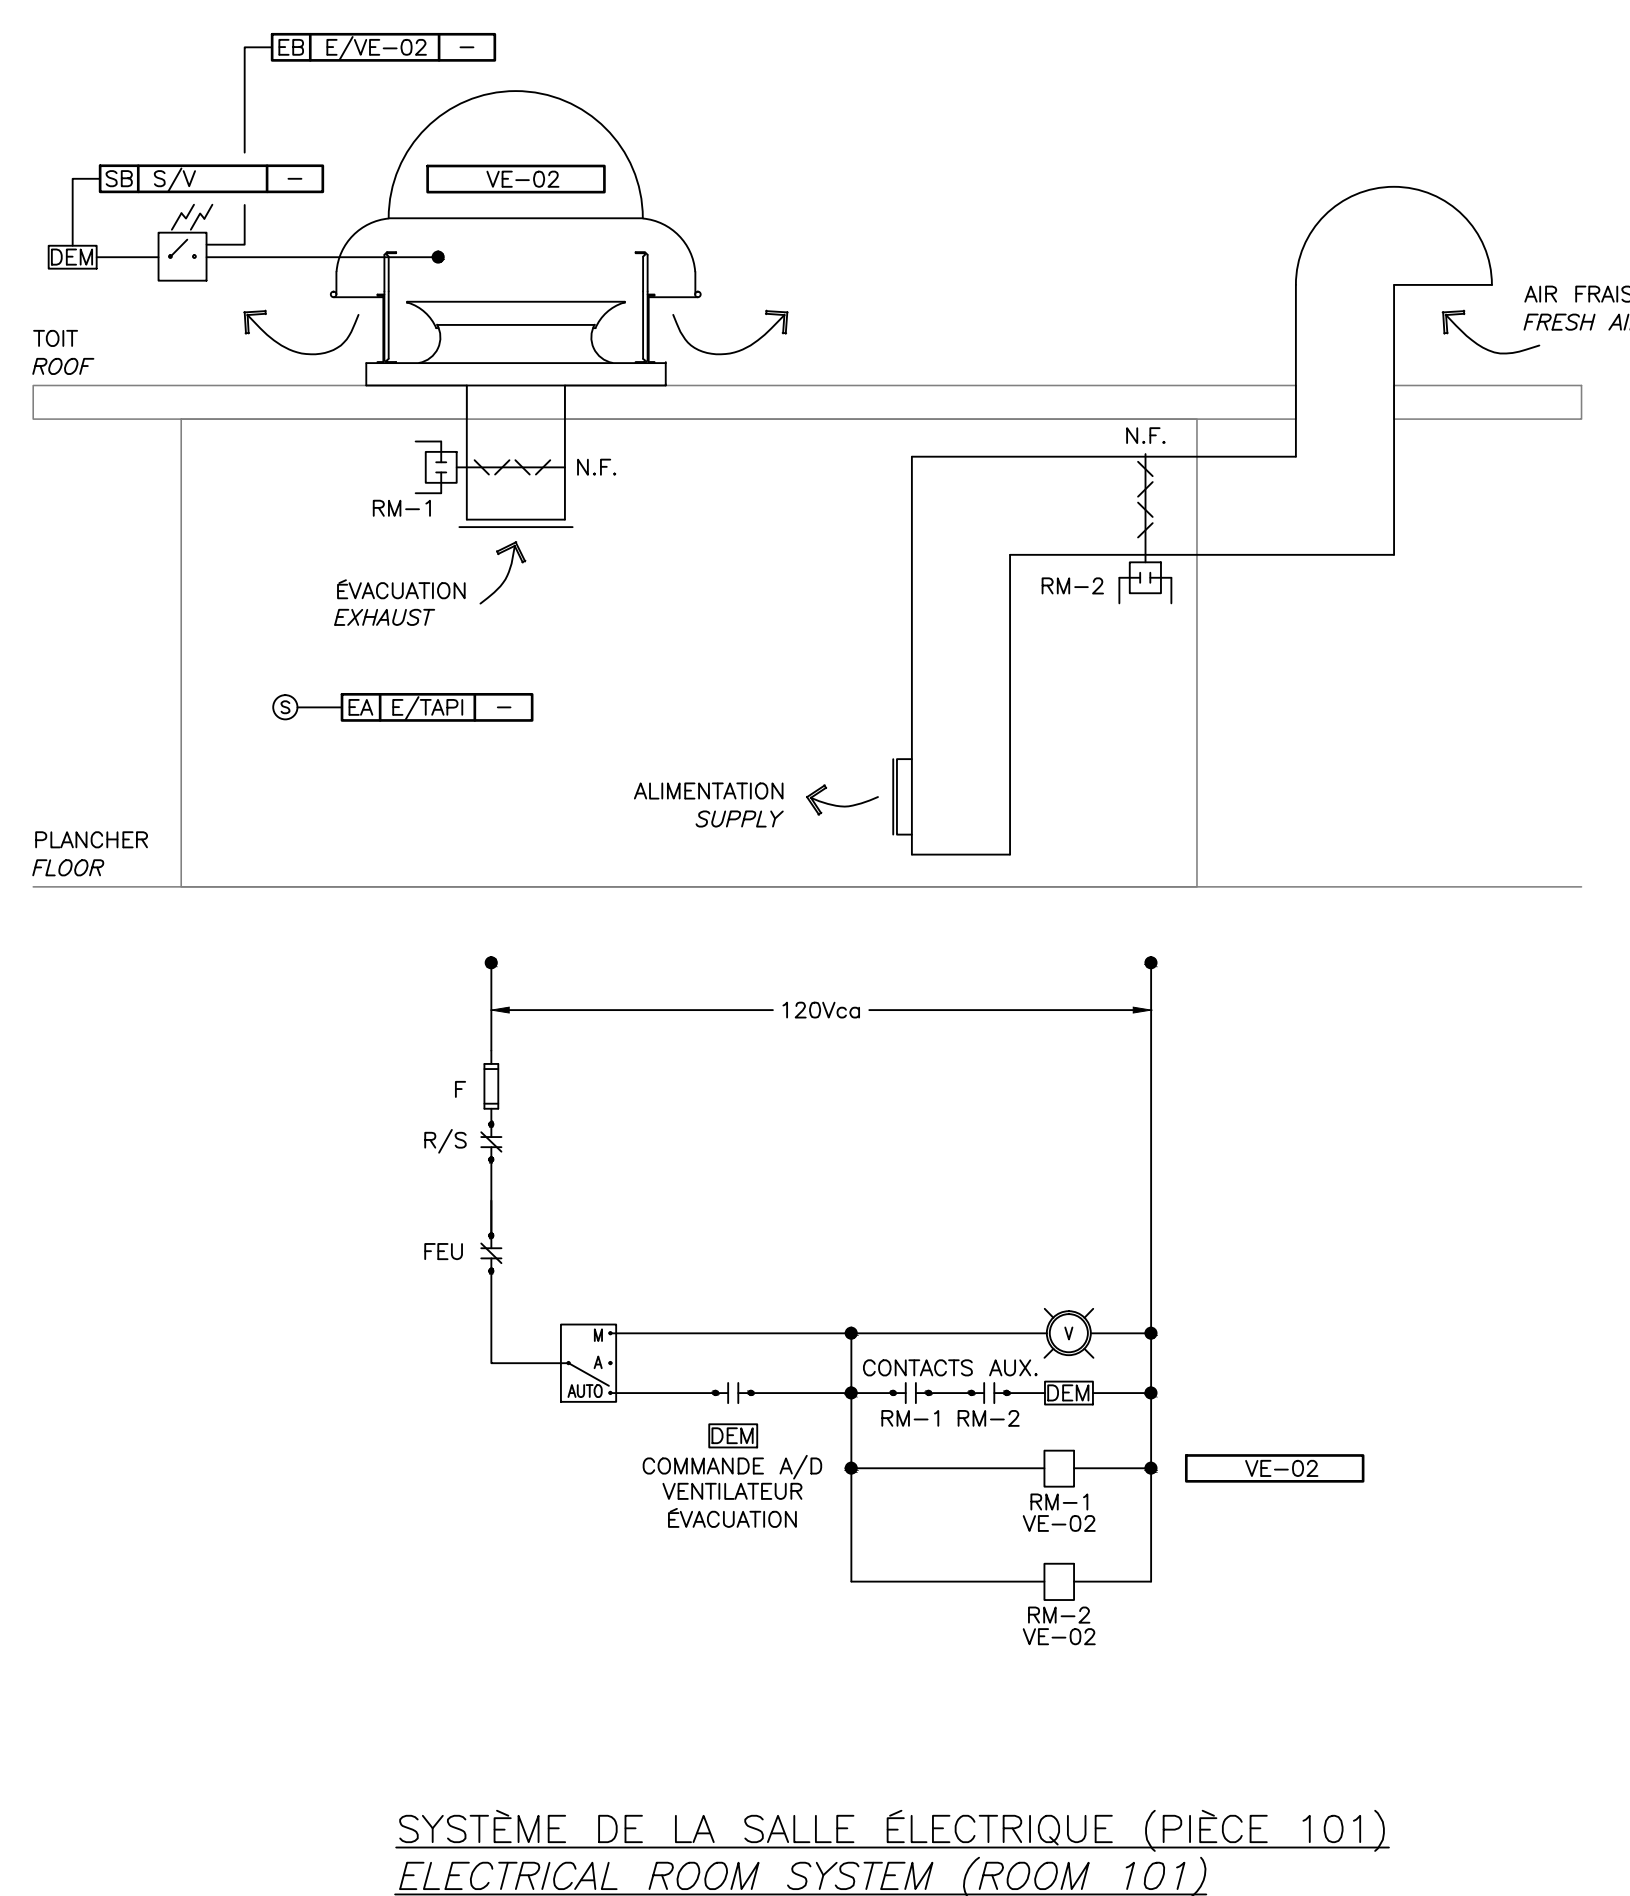 EB E/VE-02 -
SB S/V -
VE-02
DEM
AIR FRAIS
FRESH AI
TOIT
ROOF
N.F.
N.F.
RM-1
RM-2
ÉVACUATION
EXHAUST
S EA E/TAPI -
ALIMENTATION
SUPPLY
PLANCHER
FLOOR
120Vca
F
R/S
FEU
M
V
A
CONTACTS AUX.
AUTO
DEM
RM-1 RM-2
DEM
COMMANDE A/D
VENTILATEUR
ÉVACUATION
VE-02
RM-1
VE-02
RM-2
VE-02
SYSTÈME DE LA SALLE ÉLECTRIQUE (PIÈCE 101)
ELECTRICAL ROOM SYSTEM (ROOM 101)